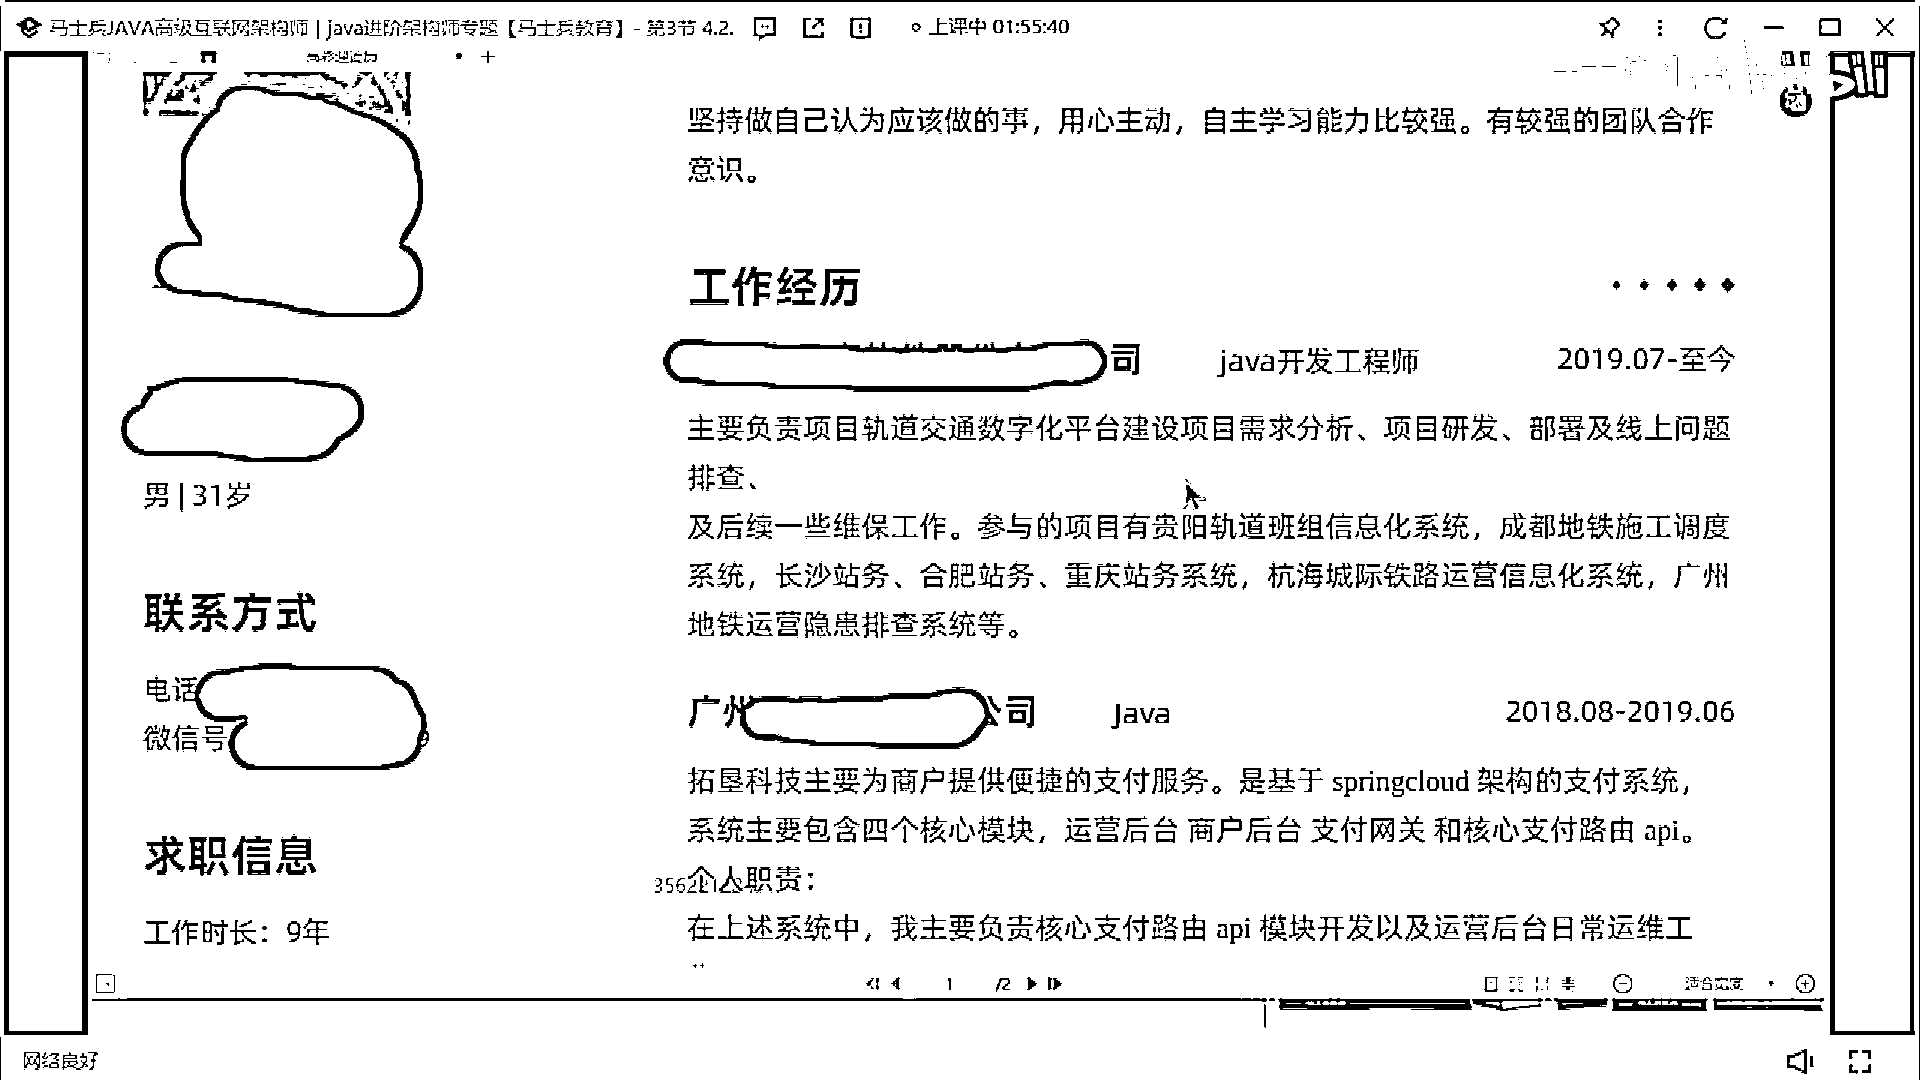 马士兵JAVA高级互联网架构师 | java进阶架构师专题【马士兵教育】- 第3节 4.2.
上课中 01:55:40
坚持做自己认为应该做的事，用心主动，自主学习能力比较强。有较强的团队合作
意识。
工作经历
司 java开发工程师 2019.07-至今
主要负责项目轨道交通数字化平台建设项目需求分析、项目研发、部署及线上问题
排查、
及后续一些维保工作。参与的项目有贵阳轨道班组信息化系统，成都地铁施工调度
系统，长沙站务、合肥站务、重庆站务系统，杭海城际铁路运营信息化系统，广州
地铁运营隐患排查系统等。
广州 公司 Java 2018.08-2019.06
拓垦科技主要为商户提供便捷的支付服务。是基于 springcloud 架构的支付系统，
系统主要包含四个核心模块，运营后台 商户后台 支付网关 和核心支付路由 api。
个人职责：
在上述系统中，我主要负责核心支付路由 api 模块开发以及运营后台日常运维工
男 | 31岁
联系方式
电话
微信号
求职信息
工作时长：9年
1 /2
适合宽度
网络良好